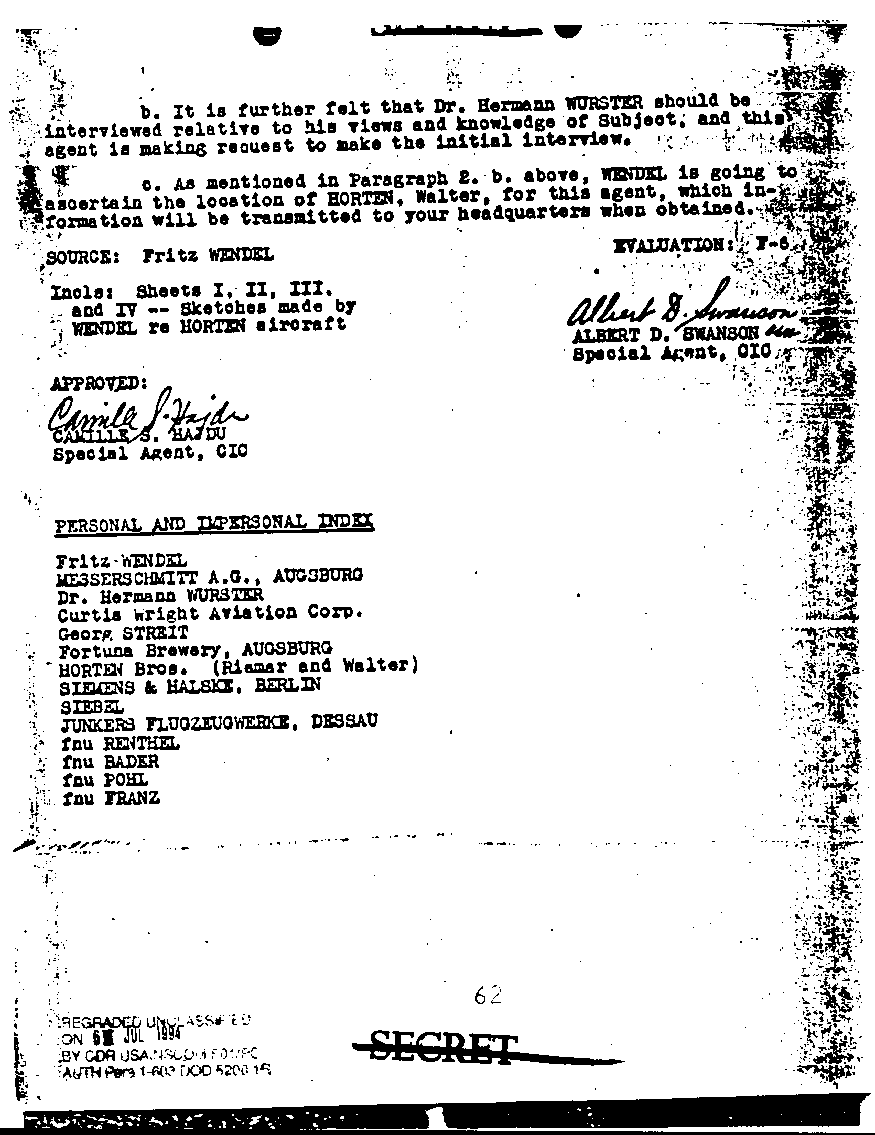 b. It is further felt that Dr. Hermann WURSTER should be
interviewed relative to his views and knowledge of Subject, and this
agent is making request to make the initial interview.
c. As mentioned in Paragraph 2. b. above, WENDEL is going to
ascertain the location of HORTEN, Walter, for this agent, which in-
formation will be transmitted to your headquarters when obtained.
SOURCE: Fritz WENDEL
EVALUATION: F-6
Incls: Sheets I, II, III,
and IV -- Sketches made by
WENDEL re HORTEN aircraft
Albert D. Swanson
ALBERT D. SWANSON
Special Agent, CIC
APPROVED:
Camille S. Hajdu
CAMILLE S. HAJDU
Special Agent, CIC
PERSONAL AND IMPERSONAL INDEX
Fritz WENDEL
MESSERSCHMITT A.G., AUGSBURG
Dr. Hermann WURSTER
Curtis Wright Aviation Corp.
Georg STREIT
Fortuna Brewery, AUGSBURG
HORTEN Bros. (Riemar and Walter)
SIEMENS & HALSKE, BERLIN
SIEBEL
JUNKERS FLUGZEUGWERKE, DESSAU
fnu RENTHEL
fnu BADER
fnu POHL
fnu FRANZ
62
REGRADED UNCLASSIFIED
ON JUL 1994
BY CDR USAINSCOM FOI/PO
AUTH Para 1-603 DOD 5200.1R
SECRET